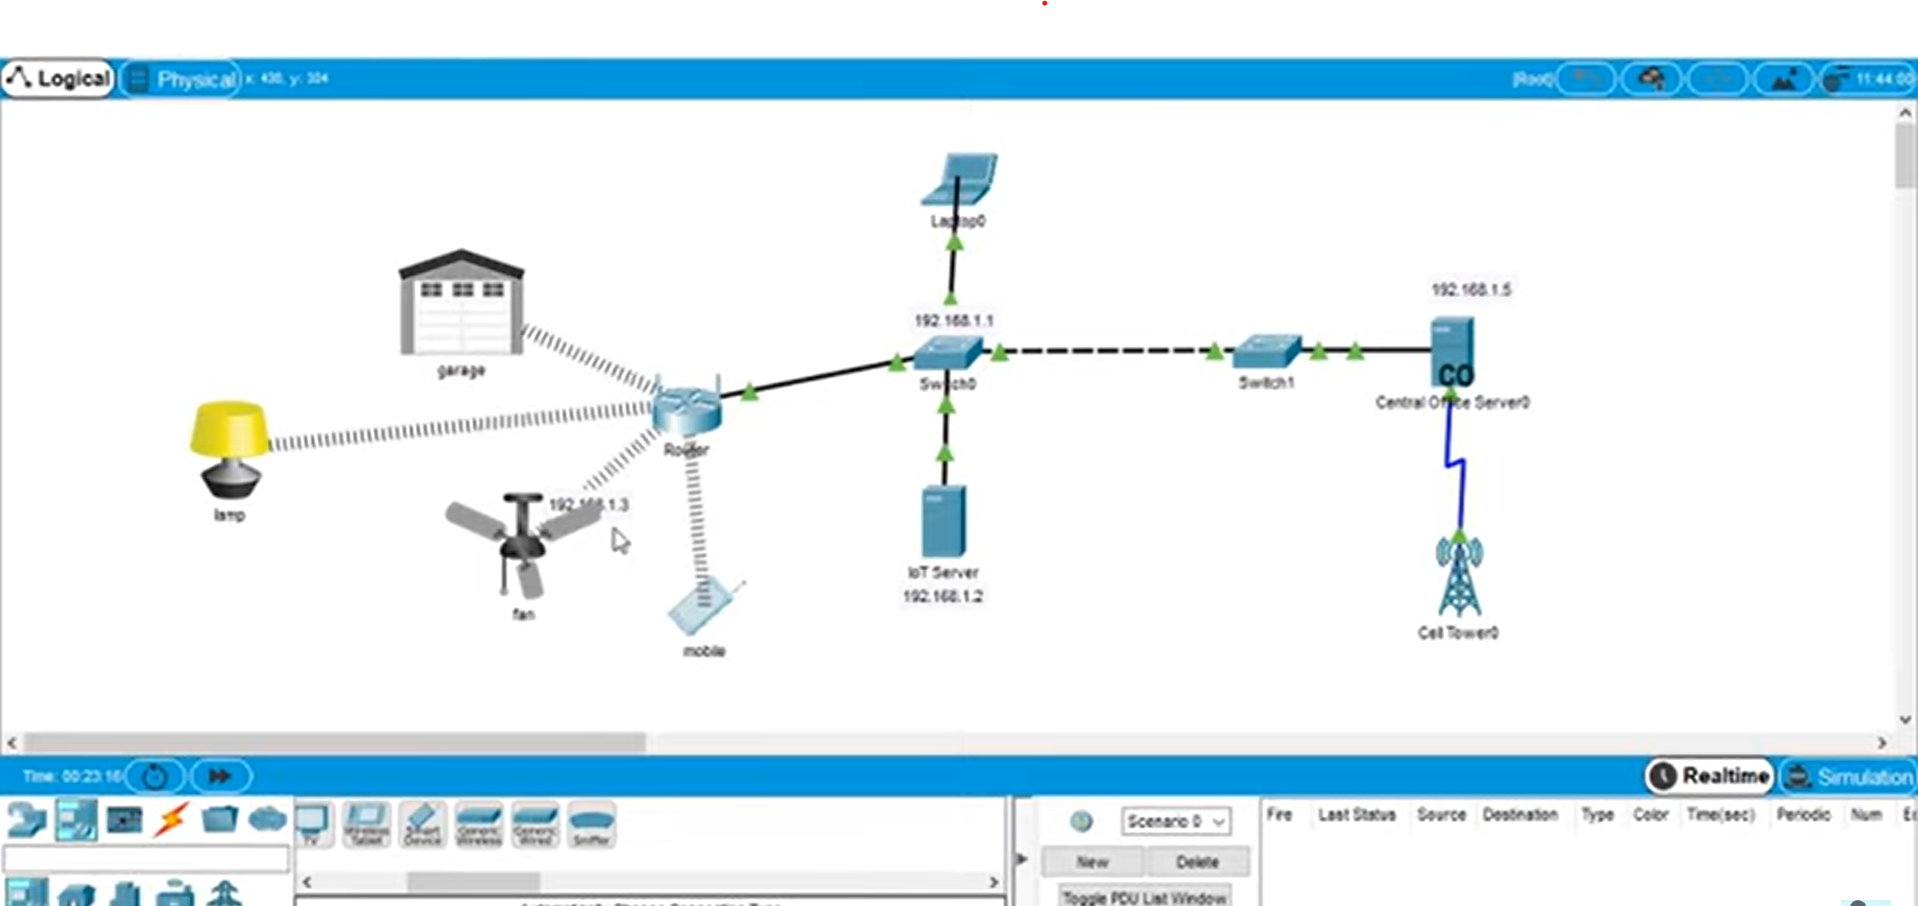 Logical
Physical
x: 438, y: 304
[Root]
11:44:00
Laptop0
192.168.1.5
192.168.1.1
garage
Switch0
Switch1
CO
Central Office Server0
Router
192.168.1.3
lamp
IoT Server
192.168.1.2
fan
mobile
Cell Tower0
Time: 00:23:16
Realtime
Simulation
TV
Wireless Tablet
Smart Device
Generic Wireless
Generic Wired
Sniffer
Scenario 0
New
Delete
Toggle PDU List Window
Fire Last Status Source Destination Type Color Time(sec) Periodic Num